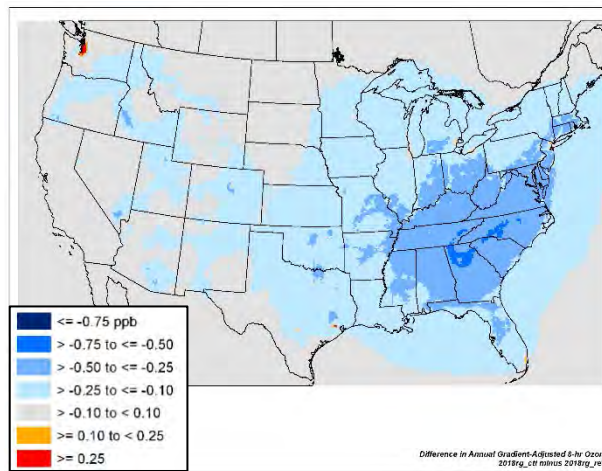 <= -0.75 ppb
> -0.75 to <= -0.50
> -0.50 to <= -0.25
> -0.25 to <= -0.10
> -0.10 to < 0.10
>= 0.10 to < 0.25
>= 0.25
Difference in Annual Gradient-Adjusted 8-hr Ozon
2018rg_ctl minus 2018rg_re